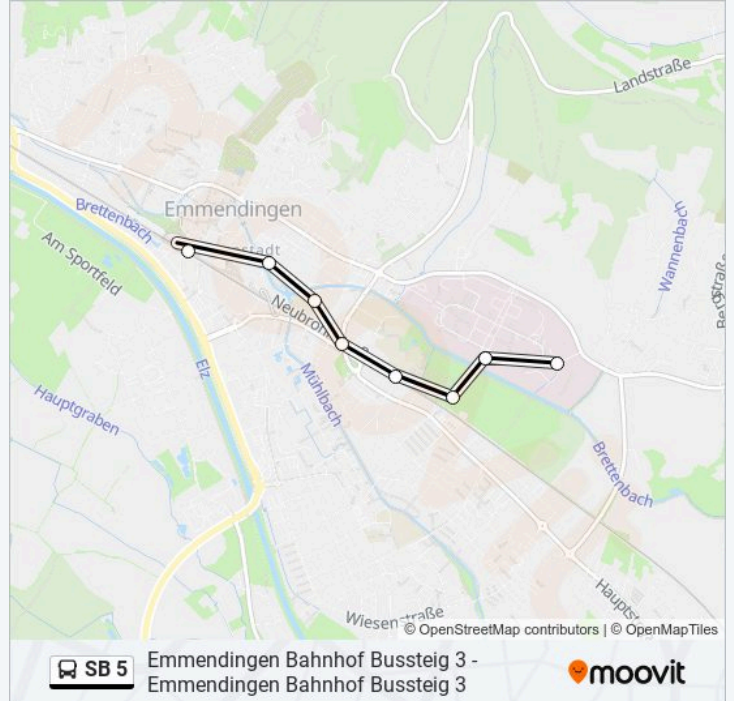 Landstraße
Wannenbach
Brettenbach
Emmendingen
stadt
Am Sportfeld
Neubron
Elz
Mühlbach
Hauptgraben
Brettenbach
Hauptst
Wiesenstraße
© OpenStreetMap contributors | © OpenMapTiles
SB 5
Emmendingen Bahnhof Bussteig 3 -
Emmendingen Bahnhof Bussteig 3
moovit